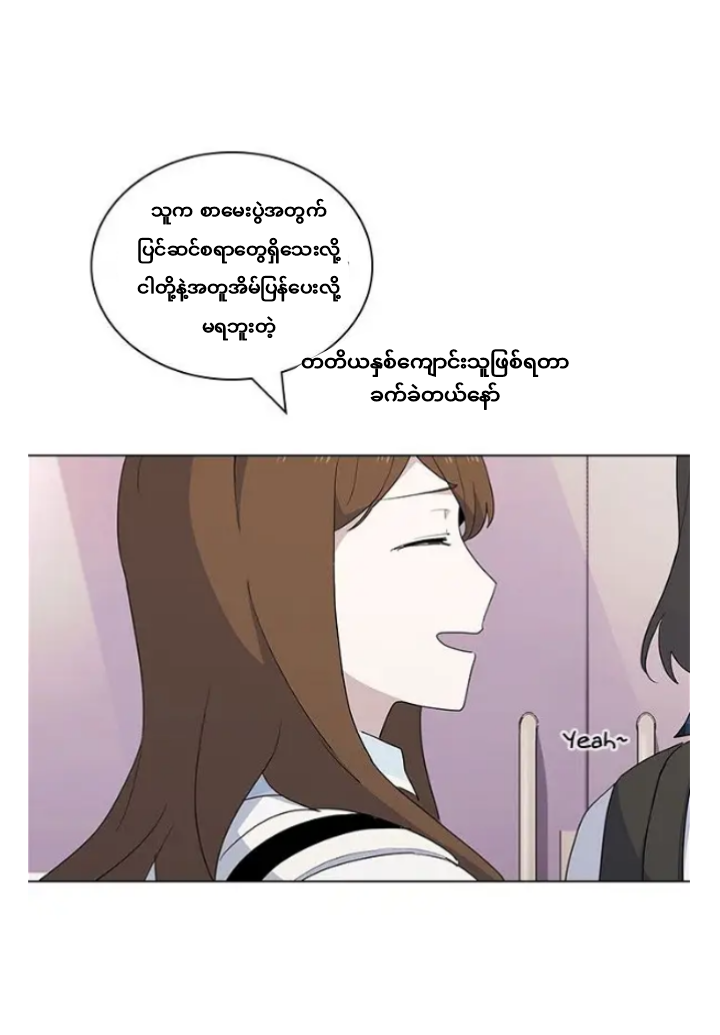 သူက စာမေးပွဲအတွက်
ပြင်ဆင်စရာတွေရှိသေးလို့
ငါတို့နဲ့အတူအိမ်ပြန်ပေးလို့
မရဘူးတဲ့
တတိယနှစ်ကျောင်းသူဖြစ်ရတာ
ခက်ခဲတယ်နော်
Yeah~